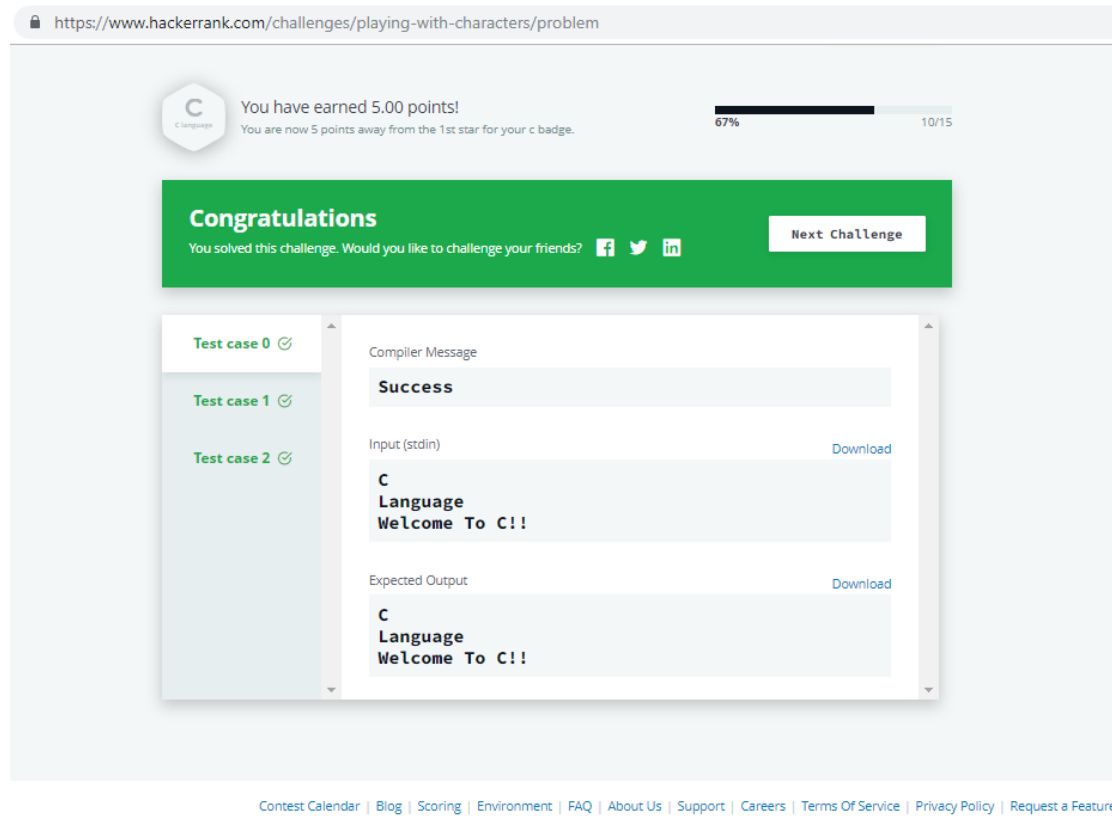 https://www.hackerrank.com/challenges/playing-with-characters/problem
C
C language
You have earned 5.00 points!
You are now 5 points away from the 1st star for your c badge.
67% 10/15
Congratulations
You solved this challenge. Would you like to challenge your friends?
Next Challenge
Test case 0
Test case 1
Test case 2
Compiler Message
Success
Input (stdin) Download
C
Language
Welcome To C!!
Expected Output Download
C
Language
Welcome To C!!
Contest Calendar | Blog | Scoring | Environment | FAQ | About Us | Support | Careers | Terms Of Service | Privacy Policy | Request a Feature